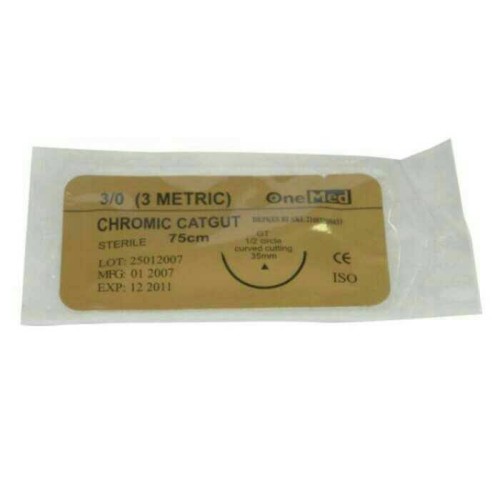 3/0 (3 METRIC)
OneMed
CHROMIC CATGUT
STERILE 75cm
GT
1/2 circle
curved cutting
35mm
LOT: 25012007
MFG: 01 2007
EXP: 12 2011
CE
ISO